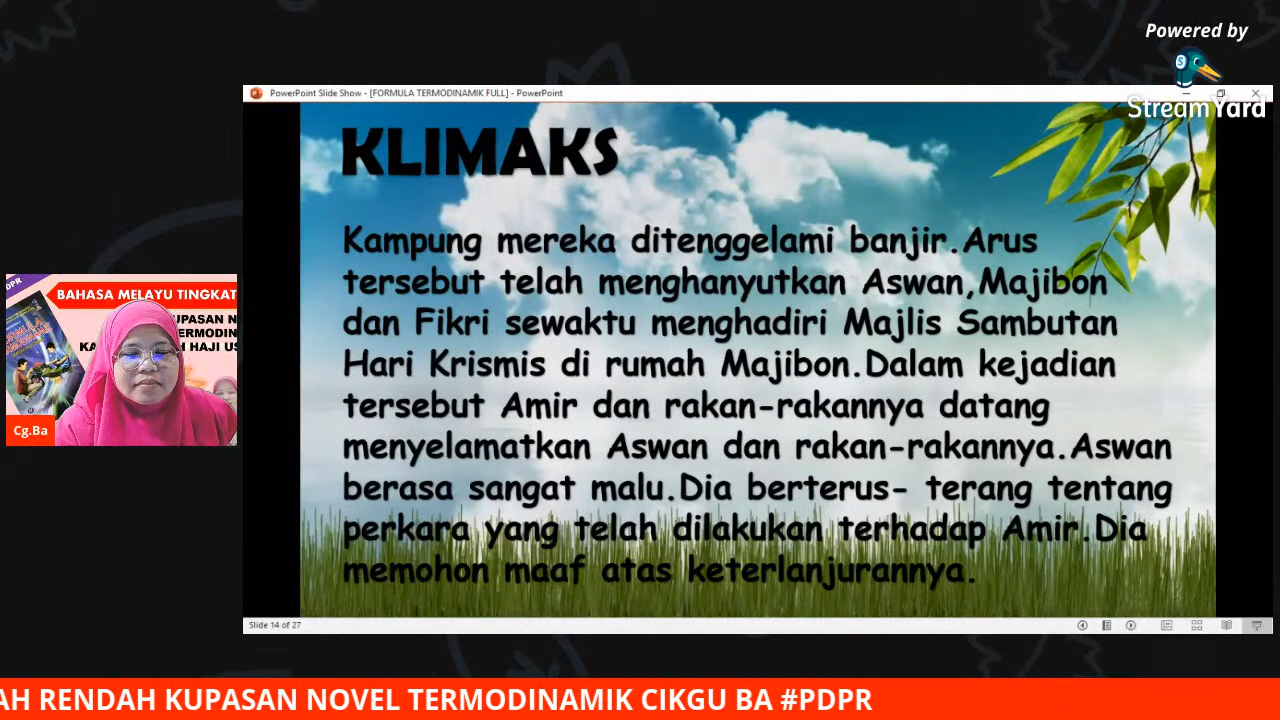 Powered by
StreamYard
PowerPoint Slide Show - [FORMULA TERMODINAMIK FULL] - PowerPoint
KLIMAKS
Kampung mereka ditenggelami banjir.Arus
tersebut telah menghanyutkan Aswan,Majibon
dan Fikri sewaktu menghadiri Majlis Sambutan
Hari Krismis di rumah Majibon.Dalam kejadian
tersebut Amir dan rakan-rakannya datang
menyelamatkan Aswan dan rakan-rakannya.Aswan
berasa sangat malu.Dia berterus- terang tentang
perkara yang telah dilakukan terhadap Amir.Dia
memohon maaf atas keterlanjurannya.
Slide 14 of 27
BAHASA MELAYU TINGKAT
Cg.Ba
AH RENDAH KUPASAN NOVEL TERMODINAMIK CIKGU BA #PDPR